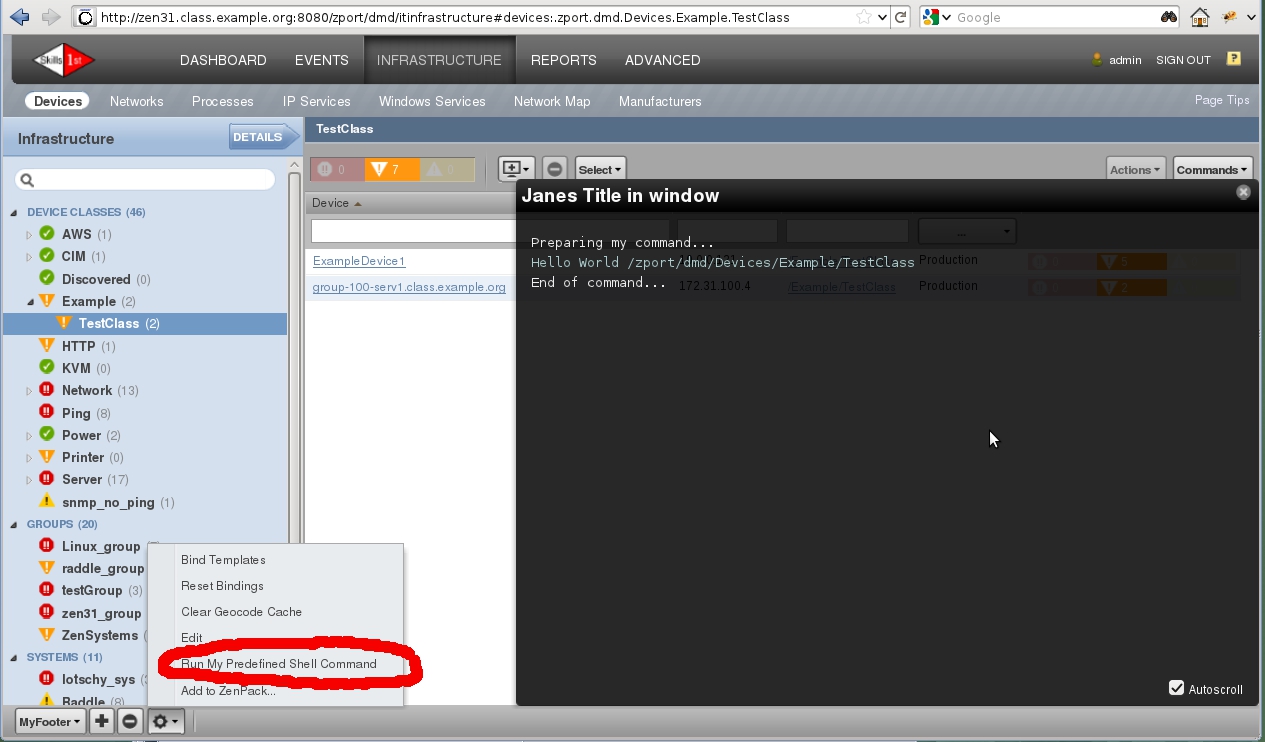 http://zen31.class.example.org:8080/zport/dmd/itinfrastructure#devices:.zport.dmd.Devices.Example.TestClass
Google
Skills 1st
DASHBOARD EVENTS INFRASTRUCTURE REPORTS ADVANCED
admin SIGN OUT ?
Devices Networks Processes IP Services Windows Services Network Map Manufacturers
Page Tips
Infrastructure
DETAILS
TestClass
0 7 0
Select
Actions Commands
Device
ExampleDevice1
Production
5
group-100-serv1.class.example.org
172.31.100.4 /Example/TestClass Production
2
DEVICE CLASSES (46)
AWS (1)
CIM (1)
Discovered (0)
Example (2)
TestClass (2)
HTTP (1)
KVM (0)
Network (13)
Ping (8)
Power (2)
Printer (0)
Server (17)
snmp_no_ping (1)
GROUPS (20)
Linux_group
raddle_group
testGroup (3)
zen31_group
ZenSystems
SYSTEMS (11)
lotschy_sys
Raddle (8)
Janes Title in window
Preparing my command...
Hello World /zport/dmd/Devices/Example/TestClass
End of command...
Autoscroll
Bind Templates
Reset Bindings
Clear Geocode Cache
Edit
Run My Predefined Shell Command
Add to ZenPack...
MyFooter